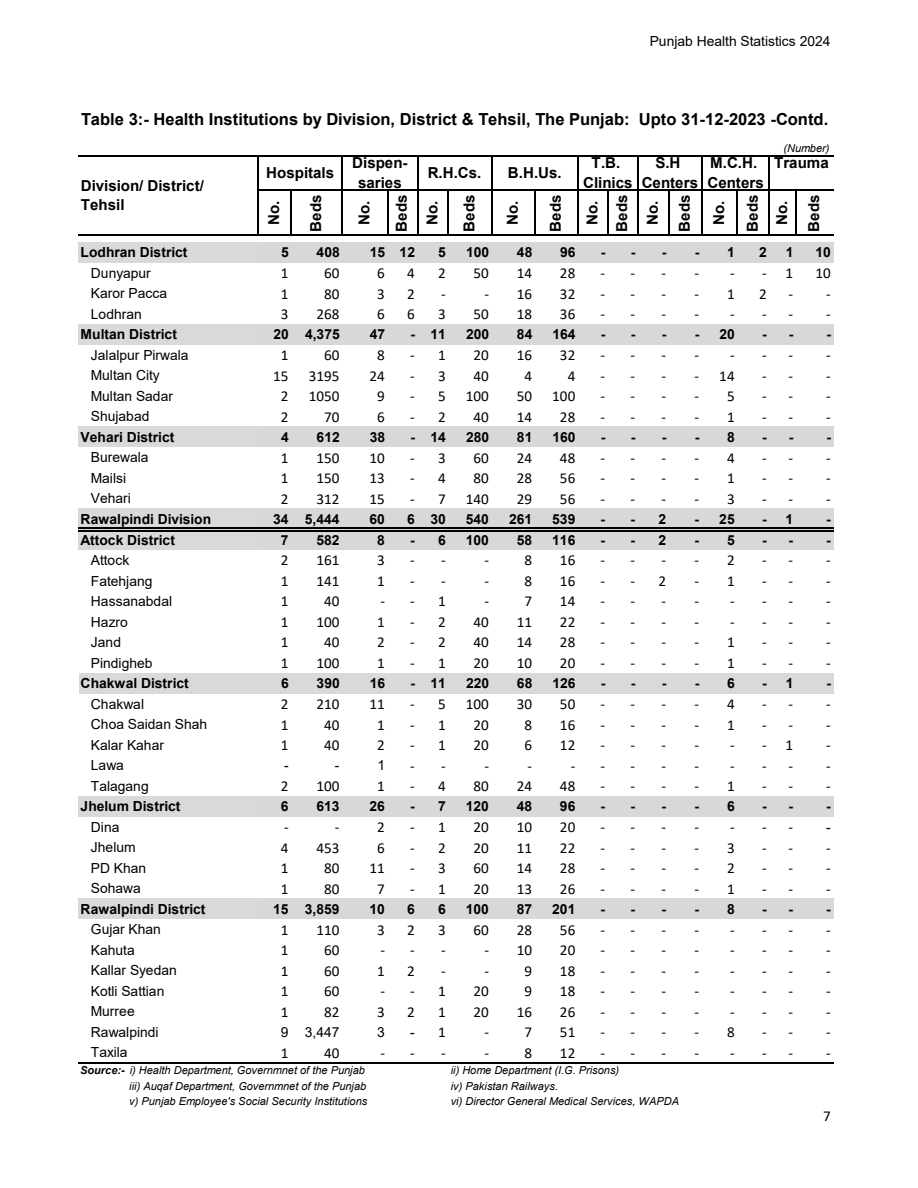 Punjab Health Statistics 2024
Table 3:- Health Institutions by Division, District & Tehsil, The Punjab:  Upto 31-12-2023 -Contd.
(Number)
Division/ District/ Tehsil Hospitals Dispen-saries R.H.Cs. B.H.Us. T.B. Clinics S.H Centers M.C.H. Centers Trauma
No. Beds No. Beds No. Beds No. Beds No. Beds No. Beds No. Beds No. Beds
Lodhran District 5 408 15 12 5 100 48 96 - - - - 1 2 1 10
Dunyapur 1 60 6 4 2 50 14 28 - - - - - - 1 10
Karor Pacca 1 80 3 2 - - 16 32 - - - - 1 2 - -
Lodhran 3 268 6 6 3 50 18 36 - - - - - - - -
Multan District 20 4,375 47 - 11 200 84 164 - - - - 20 - - -
Jalalpur Pirwala 1 60 8 - 1 20 16 32 - - - - - - - -
Multan City 15 3195 24 - 3 40 4 4 - - - - 14 - - -
Multan Sadar 2 1050 9 - 5 100 50 100 - - - - 5 - - -
Shujabad 2 70 6 - 2 40 14 28 - - - - 1 - - -
Vehari District 4 612 38 - 14 280 81 160 - - - - 8 - - -
Burewala 1 150 10 - 3 60 24 48 - - - - 4 - - -
Mailsi 1 150 13 - 4 80 28 56 - - - - 1 - - -
Vehari 2 312 15 - 7 140 29 56 - - - - 3 - - -
Rawalpindi Division 34 5,444 60 6 30 540 261 539 - - 2 - 25 - 1 -
Attock District 7 582 8 - 6 100 58 116 - - 2 - 5 - - -
Attock 2 161 3 - - - 8 16 - - - - 2 - - -
Fatehjang 1 141 1 - - - 8 16 - - 2 - 1 - - -
Hassanabdal 1 40 - - 1 - 7 14 - - - - - - - -
Hazro 1 100 1 - 2 40 11 22 - - - - - - - -
Jand 1 40 2 - 2 40 14 28 - - - - 1 - - -
Pindigheb 1 100 1 - 1 20 10 20 - - - - 1 - - -
Chakwal District 6 390 16 - 11 220 68 126 - - - - 6 - 1 -
Chakwal 2 210 11 - 5 100 30 50 - - - - 4 - - -
Choa Saidan Shah 1 40 1 - 1 20 8 16 - - - - 1 - - -
Kalar Kahar 1 40 2 - 1 20 6 12 - - - - - - 1 -
Lawa - - 1 - - - - - - - - - - - - -
Talagang 2 100 1 - 4 80 24 48 - - - - 1 - - -
Jhelum District 6 613 26 - 7 120 48 96 - - - - 6 - - -
Dina - - 2 - 1 20 10 20 - - - - - - - -
Jhelum 4 453 6 - 2 20 11 22 - - - - 3 - - -
PD Khan 1 80 11 - 3 60 14 28 - - - - 2 - - -
Sohawa 1 80 7 - 1 20 13 26 - - - - 1 - - -
Rawalpindi District 15 3,859 10 6 6 100 87 201 - - - - 8 - - -
Gujar Khan 1 110 3 2 3 60 28 56 - - - - - - - -
Kahuta 1 60 - - - - 10 20 - - - - - - - -
Kallar Syedan 1 60 1 2 - - 9 18 - - - - - - - -
Kotli Sattian 1 60 - - 1 20 9 18 - - - - - - - -
Murree 1 82 3 2 1 20 16 26 - - - - - - - -
Rawalpindi 9 3,447 3 - 1 - 7 51 - - - - 8 - - -
Taxila 1 40 - - - - 8 12 - - - - - - - -
Source:- i) Health Department, Governmnet of the Punjab ii) Home Department (I.G. Prisons)
iii) Auqaf Department, Governmnet of the Punjab iv) Pakistan Railways.
v) Punjab Employee's Social Security Institutions vi) Director General Medical Services, WAPDA
7